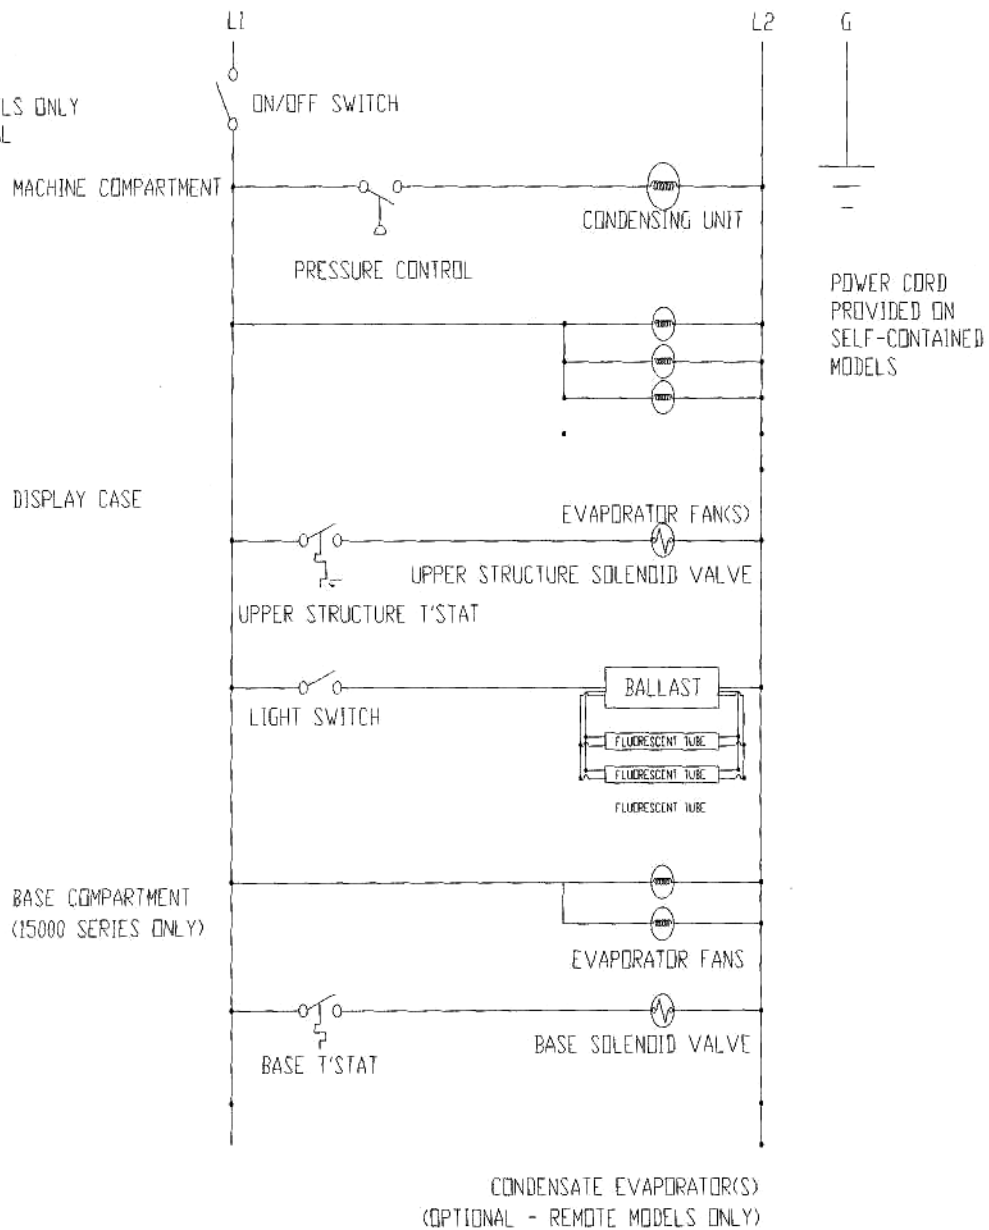 L1
L2
G
ON/OFF SWITCH
LS ONLY
MACHINE COMPARTMENT
CONDENSING UNIT
PRESSURE CONTROL
POWER CORD
PROVIDED ON
SELF-CONTAINED
MODELS
DISPLAY CASE
EVAPORATOR FAN(S)
UPPER STRUCTURE SOLENOID VALVE
UPPER STRUCTURE T'STAT
BALLAST
LIGHT SWITCH
FLUORESCENT TUBE
FLUORESCENT TUBE
FLUORESCENT TUBE
BASE COMPARTMENT
(15000 SERIES ONLY)
EVAPORATOR FANS
BASE SOLENOID VALVE
BASE T'STAT
CONDENSATE EVAPORATOR(S)
(OPTIONAL - REMOTE MODELS ONLY)